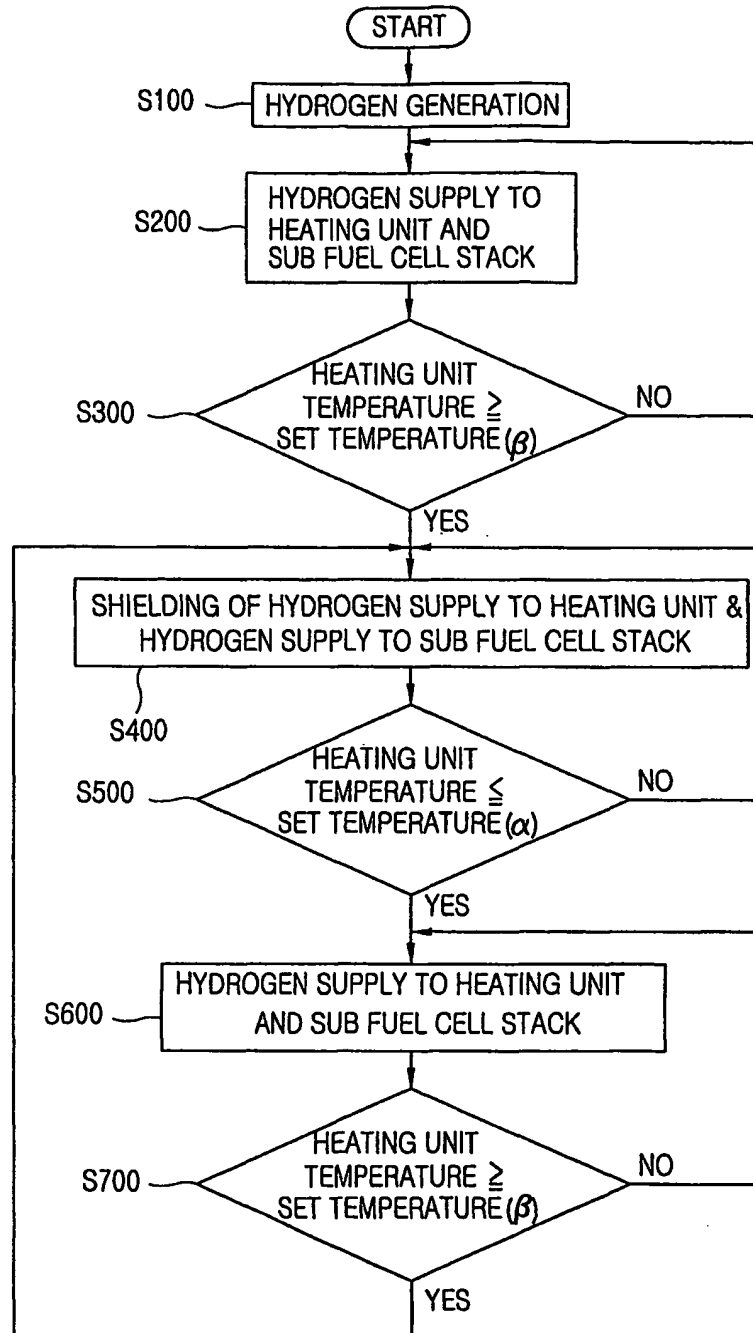 START
S100
HYDROGEN GENERATION
S200
HYDROGEN SUPPLY TO
HEATING UNIT AND
SUB FUEL CELL STACK
S300
HEATING UNIT
TEMPERATURE ≧
SET TEMPERATURE(β)
NO
YES
SHIELDING OF HYDROGEN SUPPLY TO HEATING UNIT &
HYDROGEN SUPPLY TO SUB FUEL CELL STACK
S400
S500
HEATING UNIT
TEMPERATURE ≦
SET TEMPERATURE(α)
NO
YES
S600
HYDROGEN SUPPLY TO HEATING UNIT
AND SUB FUEL CELL STACK
S700
HEATING UNIT
TEMPERATURE ≧
SET TEMPERATURE(β)
NO
YES